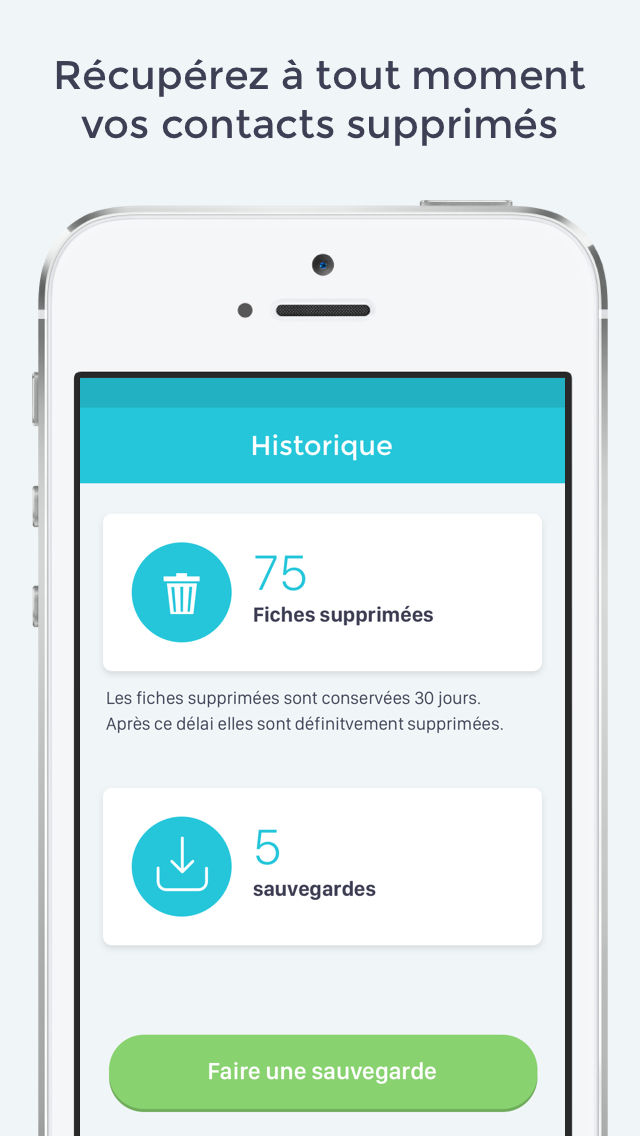 Récupérez à tout moment
vos contacts supprimés
Historique
75
Fiches supprimées
Les fiches supprimées sont conservées 30 jours.
Après ce délai elles sont définitvement supprimées.
5
sauvegardes
Faire une sauvegarde